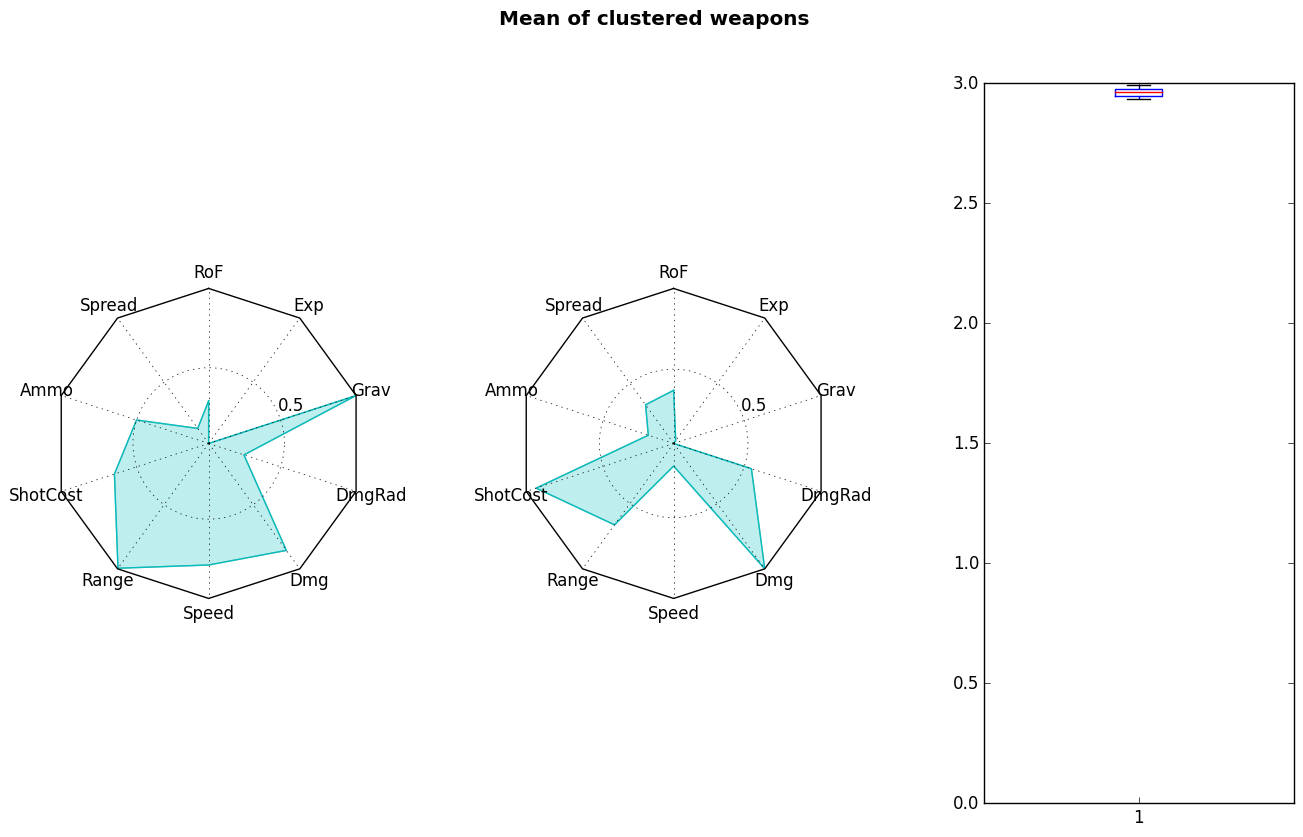 Mean of clustered weapons
RoF
Spread
Exp
Ammo
Grav
0.5
ShotCost
DmgRad
Range
Dmg
Speed
RoF
Spread
Exp
Ammo
Grav
0.5
ShotCost
DmgRad
Range
Dmg
Speed
3.0
2.5
2.0
1.5
1.0
0.5
0.0
1